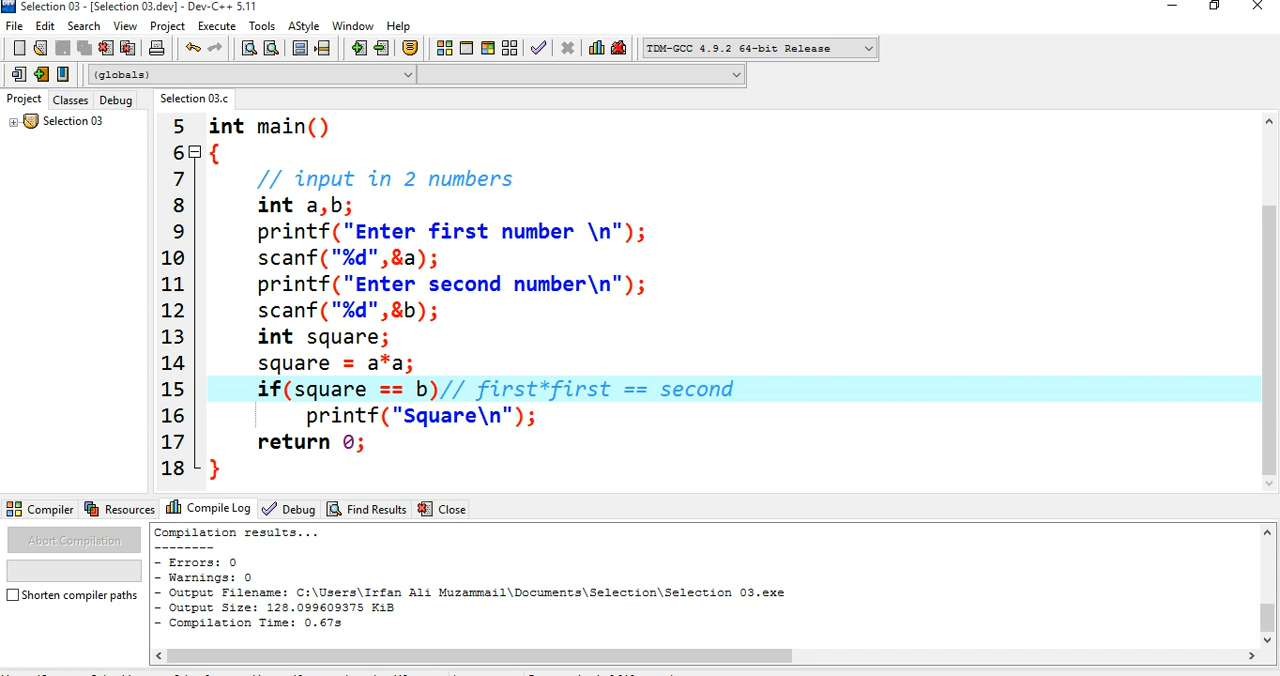 Selection 03 - [Selection 03.dev] - Dev-C++ 5.11
File Edit Search View Project Execute Tools AStyle Window Help
TDM-GCC 4.9.2 64-bit Release
(globals)
Project Classes Debug Selection 03.c
Selection 03
5 int main()
6 {
7 // input in 2 numbers
8 int a,b;
9 printf("Enter first number \n");
10 scanf("%d",&a);
11 printf("Enter second number\n");
12 scanf("%d",&b);
13 int square;
14 square = a*a;
15 if(square == b)// first*first == second
16 printf("Square\n");
17 return 0;
18 }
Compiler Resources Compile Log Debug Find Results Close
Abort Compilation
Shorten compiler paths
Compilation results...
--------
- Errors: 0
- Warnings: 0
- Output Filename: C:\Users\Irfan Ali Muzammail\Documents\Selection\Selection 03.exe
- Output Size: 128.099609375 KiB
- Compilation Time: 0.67s